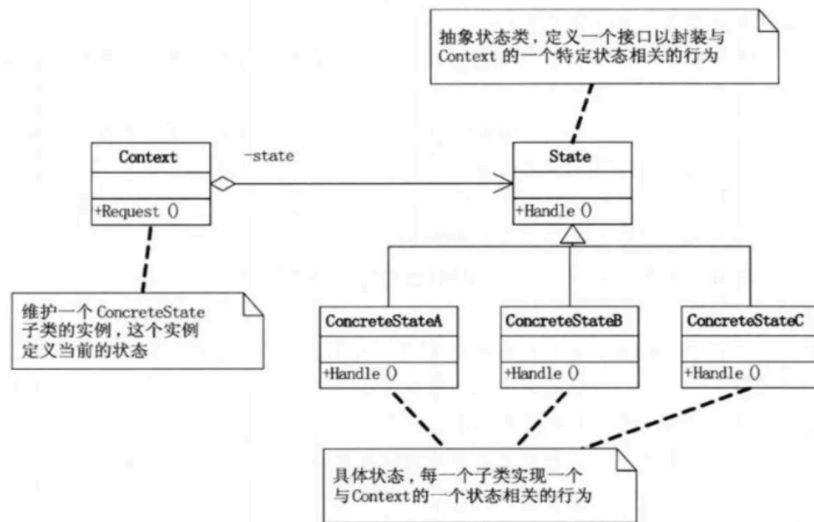 抽象状态类，定义一个接口以封装与
Context 的一个特定状态相关的行为
Context
-state
State
+Request ()
+Handle ()
维护一个 ConcreteState
子类的实例，这个实例
定义当前的状态
ConcreteStateA
ConcreteStateB
ConcreteStateC
+Handle ()
+Handle ()
+Handle ()
具体状态，每一个子类实现一个
与Context的一个状态相关的行为